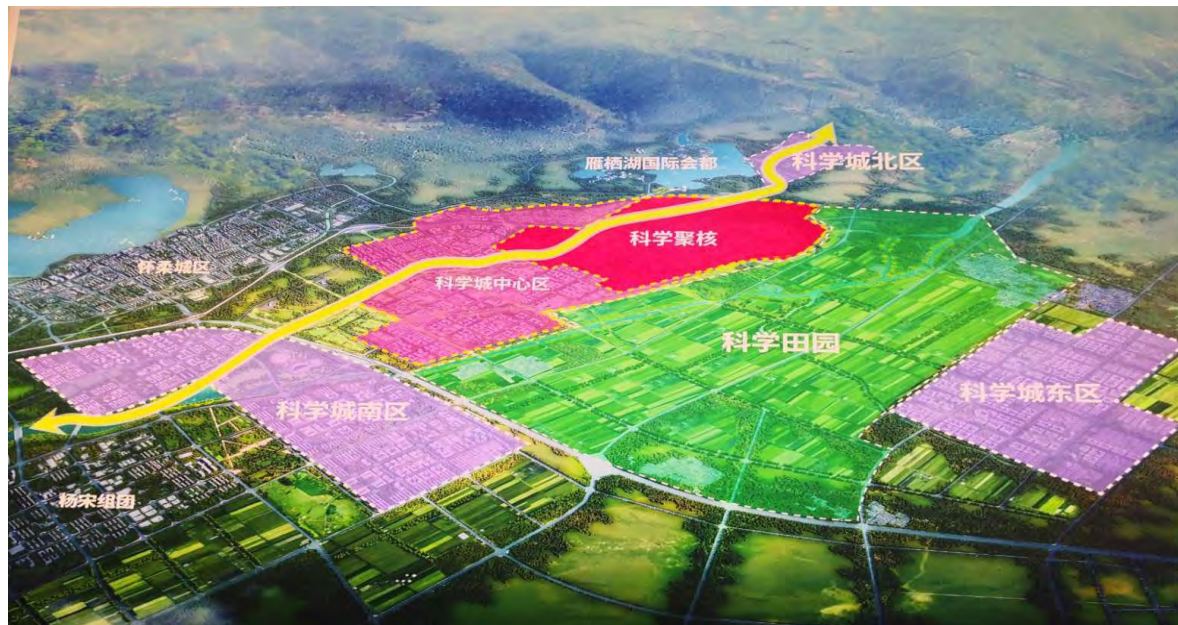 雁栖湖国际会都
科学城北区
科学聚核
怀柔城区
科学城中心区
科学田园
科学城东区
科学城南区
杨宋组团